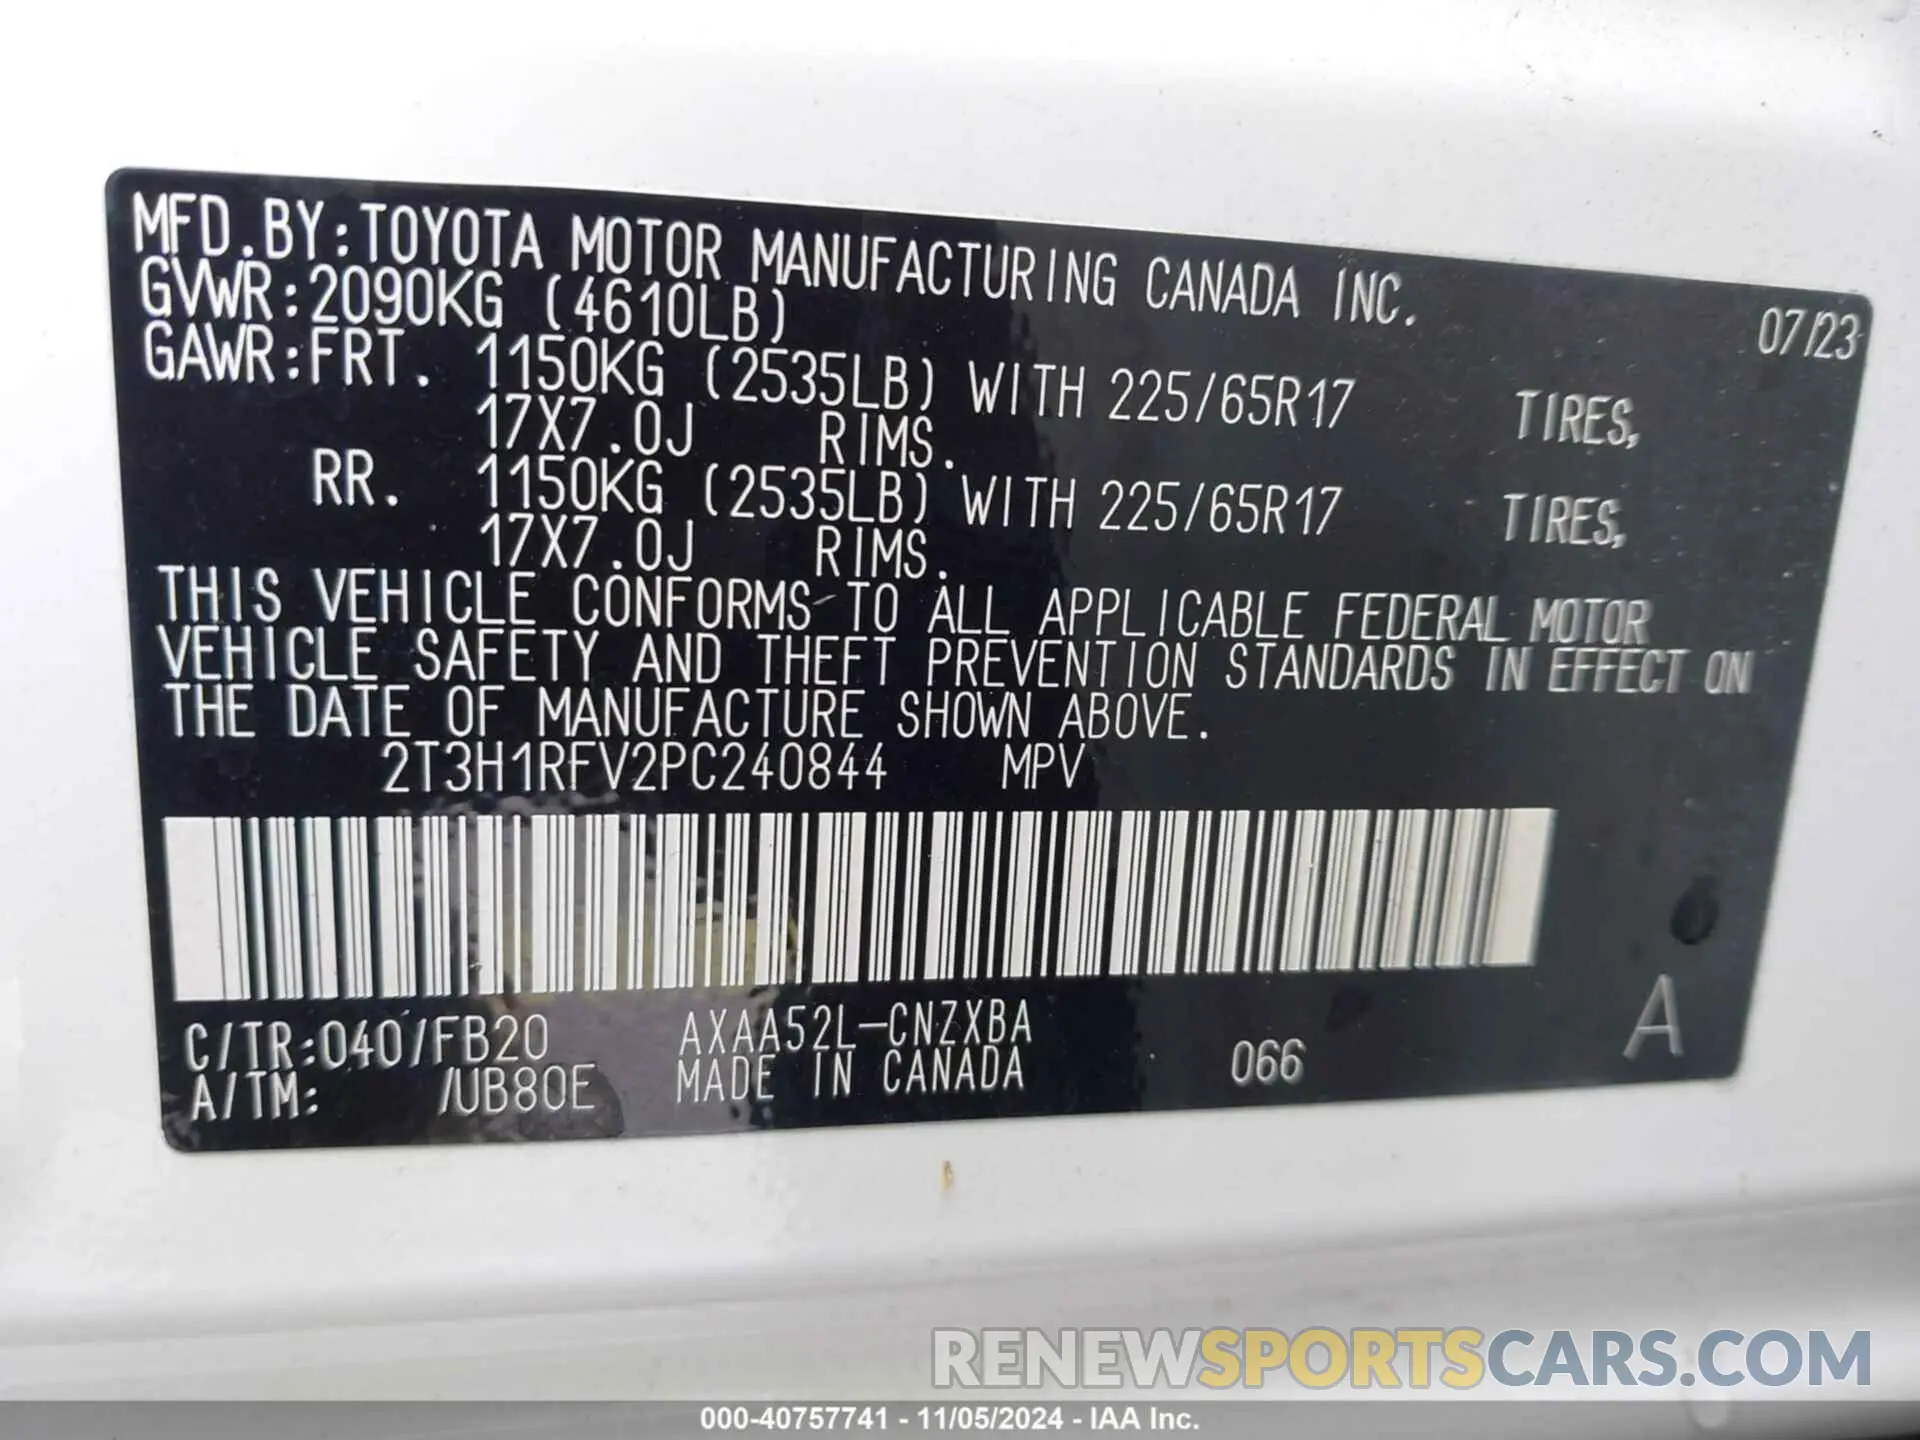 MFD.BY:TOYOTA MOTOR MANUFACTURING CANADA INC.
GVWR:2090KG (4610LB) 07/23
GAWR:FRT. 1150KG (2535LB) WITH 225/65R17 TIRES,
17X7.0J RIMS.
RR. 1150KG (2535LB) WITH 225/65R17 TIRES,
17X7.0J RIMS.
THIS VEHICLE CONFORMS TO ALL APPLICABLE FEDERAL MOTOR
VEHICLE SAFETY AND THEFT PREVENTION STANDARDS IN EFFECT ON
THE DATE OF MANUFACTURE SHOWN ABOVE.
2T3H1RFV2PC240844 MPV
C/TR:040/FB20 AXAA52L-CNZXBA
A/TM: /UB80E MADE IN CANADA 066 A
RENEWSPORTSCARS.COM
000-40757741 - 11/05/2024 - IAA Inc.